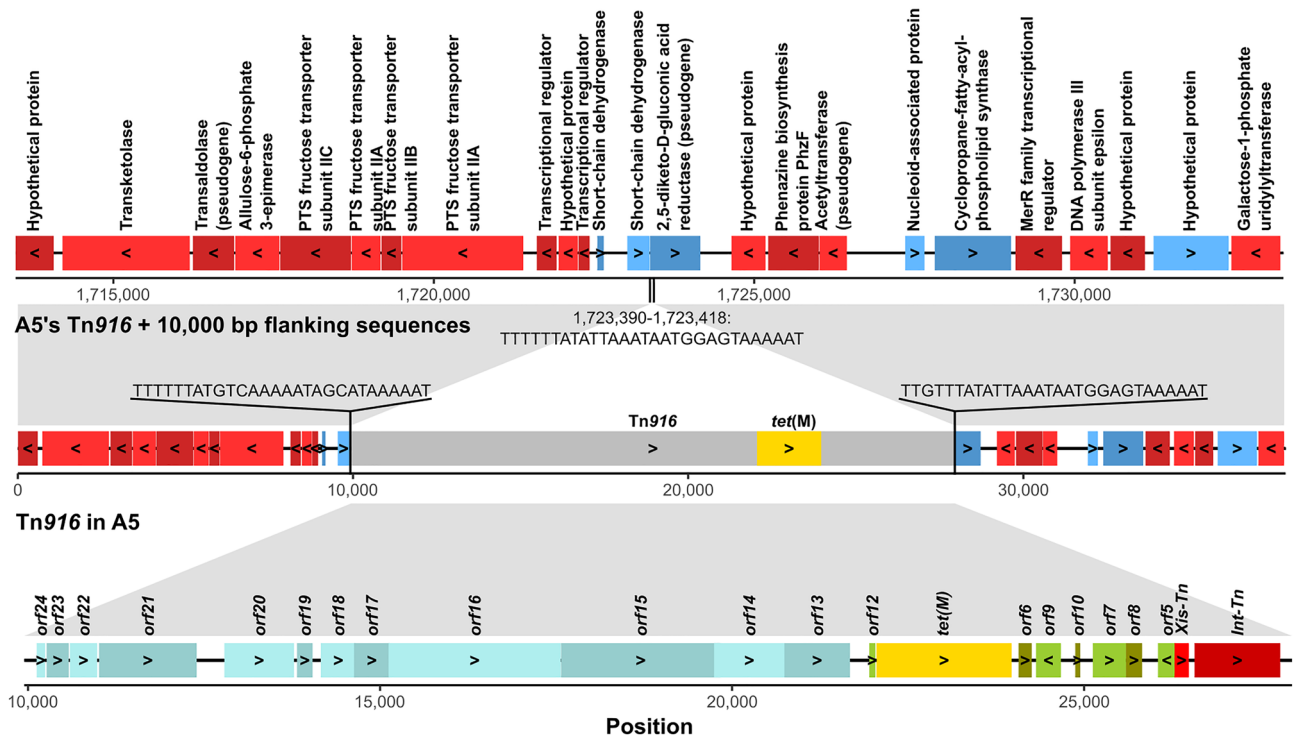 Hypothetical protein
Transketolase
Transaldolase
(pseudogene)
Allulose-6-phosphate
3-epimerase
PTS fructose transporter
subunit IIC
PTS fructose transporter
subunit IIA
PTS fructose transporter
subunit IIB
PTS fructose transporter
subunit IIA
Transcriptional regulator
Hypothetical protein
Transcriptional regulator
Short-chain dehydrogenase
Short-chain dehydrogenase
2,5-diketo-D-gluconic acid
reductase (pseudogene)
Hypothetical protein
Phenazine biosynthesis
protein PhzF
Acetyltransferase
(pseudogene)
Nucleoid-associated protein
Cyclopropane-fatty-acyl-
phospholipid synthase
MerR family transcriptional
regulator
DNA polymerase III
subunit epsilon
Hypothetical protein
Hypothetical protein
Galactose-1-phosphate
uridylyltransferase
1,715,000 1,720,000 1,725,000 1,730,000
A5's Tn916 + 10,000 bp flanking sequences
1,723,390-1,723,418:
TTTTTTATATTAAATAATGGAGTAAAAAT
TTTTTTATGTCAAAAATAGCATAAAAAT
TTGTTTATATTAAATAATGGAGTAAAAAT
Tn916 tet(M)
0 10,000 20,000 30,000
Tn916 in A5
orf24 orf23 orf22 orf21 orf20 orf19 orf18 orf17 orf16 orf15 orf14 orf13 orf12 tet(M) orf6 orf9 orf10 orf7 orf8 orf5 Xis-Tn Int-Tn
10,000 15,000 20,000 25,000
Position